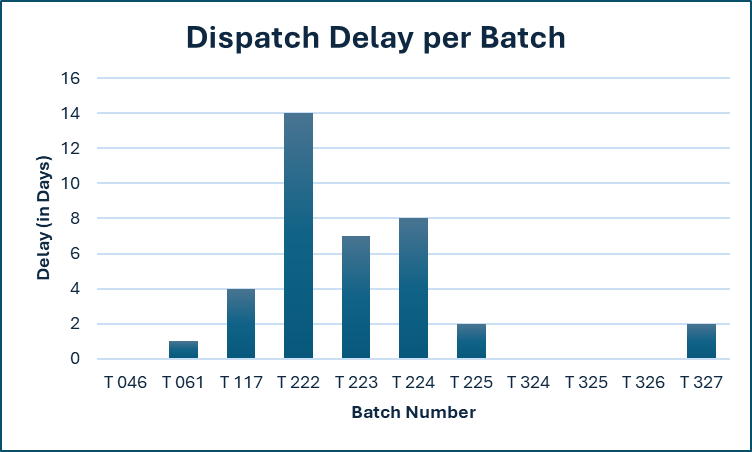 Dispatch Delay per Batch
16
14
12
10
8
6
4
2
0
Delay (in Days)
T 046 T 061 T 117 T 222 T 223 T 224 T 225 T 324 T 325 T 326 T 327
Batch Number